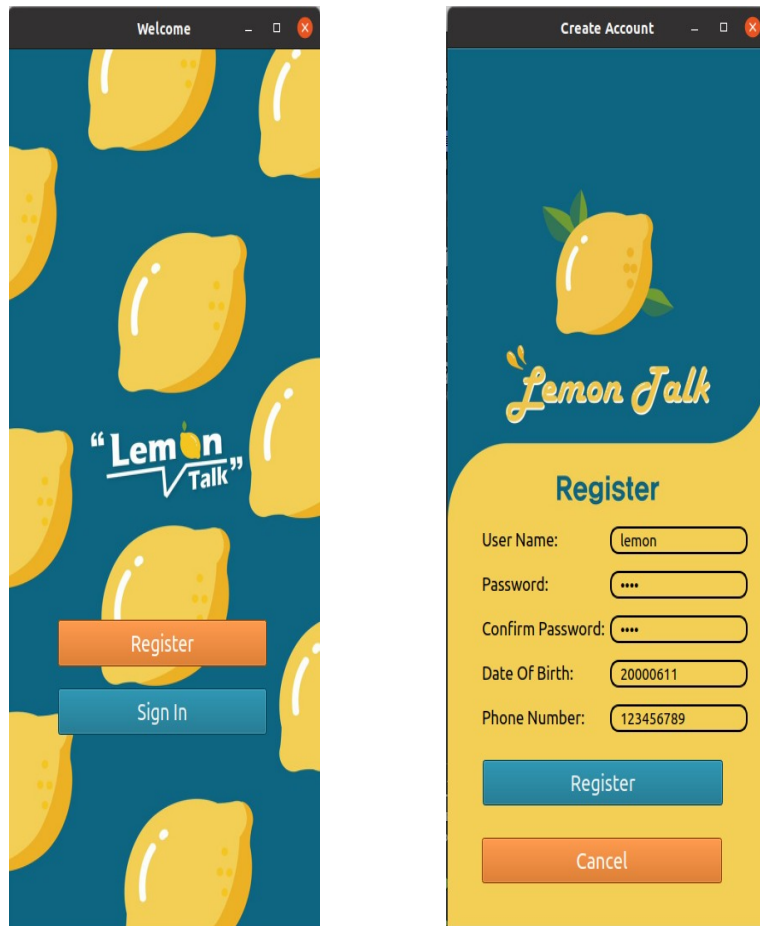 Welcome
“Lemon
Talk”
Register
Sign In
Create Account
Lemon Talk
Register
User Name: lemon
Password: ••••
Confirm Password: ••••
Date Of Birth: 20000611
Phone Number: 123456789
Register
Cancel